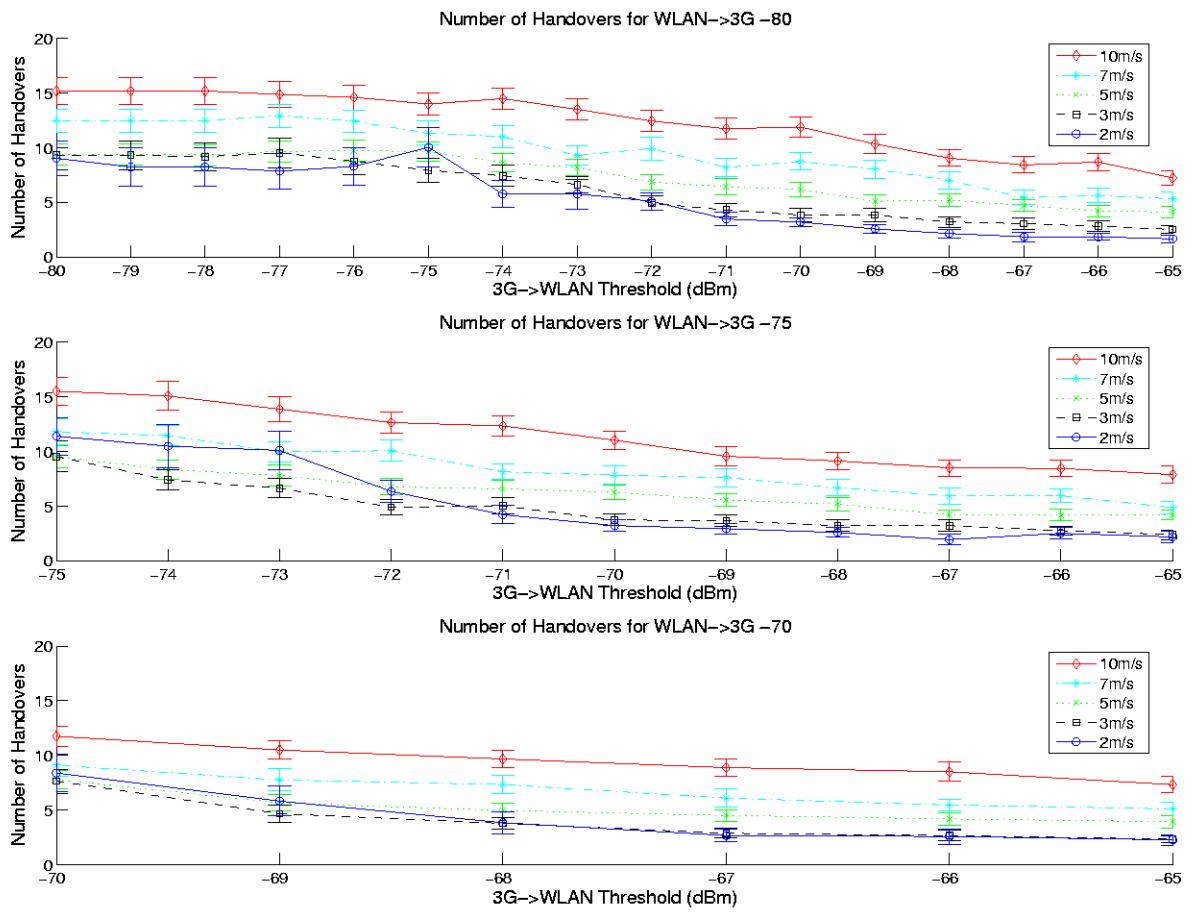 Number of Handovers for WLAN->3G -80
Number of Handovers
20
15
10
5
0
10m/s
7m/s
5m/s
3m/s
2m/s
-80 -79 -78 -77 -76 -75 -74 -73 -72 -71 -70 -69 -68 -67 -66 -65
3G->WLAN Threshold (dBm)
Number of Handovers for WLAN->3G -75
Number of Handovers
20
15
10
5
0
10m/s
7m/s
5m/s
3m/s
2m/s
-75 -74 -73 -72 -71 -70 -69 -68 -67 -66 -65
3G->WLAN Threshold (dBm)
Number of Handovers for WLAN->3G -70
Number of Handovers
20
15
10
5
0
10m/s
7m/s
5m/s
3m/s
2m/s
-70 -69 -68 -67 -66 -65
3G->WLAN Threshold (dBm)